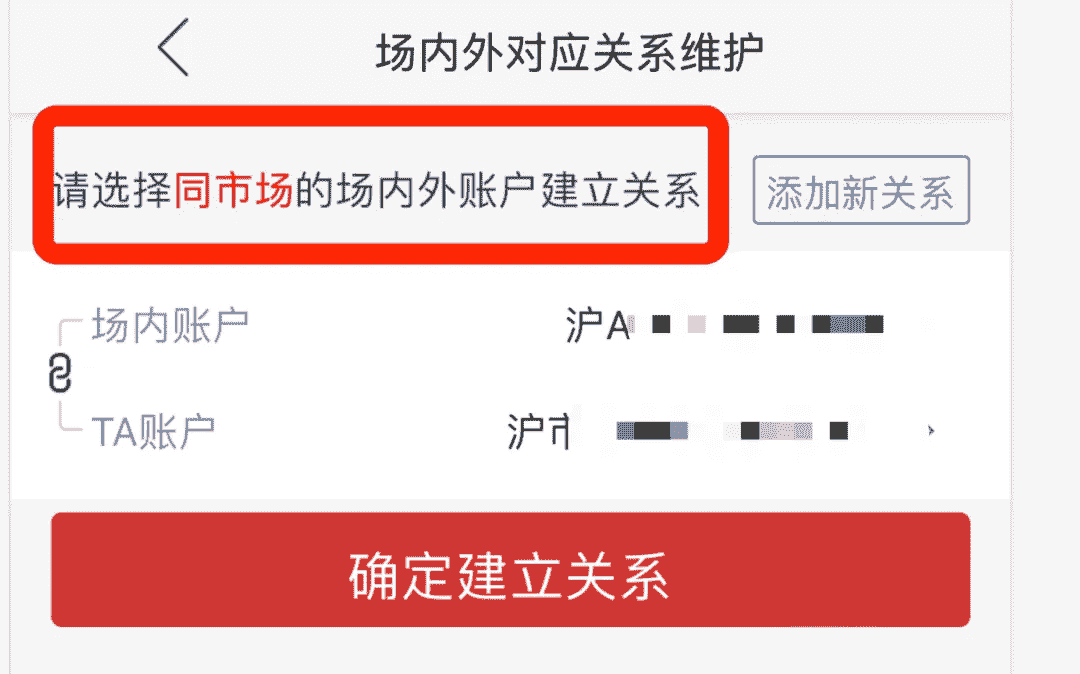 场内外对应关系维护
请选择同市场的场内外账户建立关系
添加新关系
场内账户 沪A
TA账户 沪市
确定建立关系